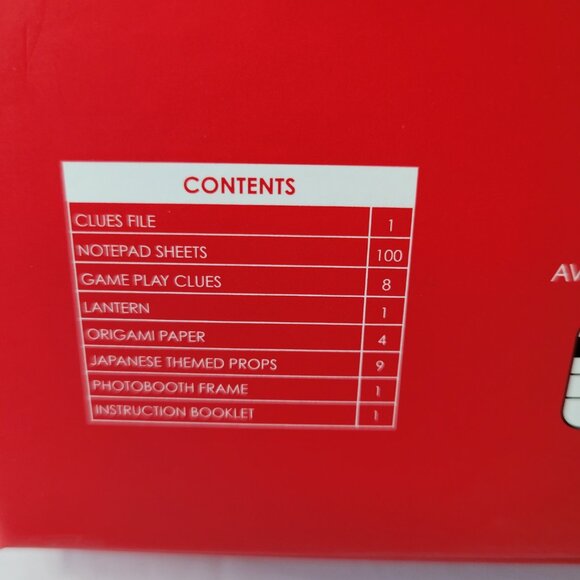 CONTENTS
CLUES FILE 1
NOTEPAD SHEETS 100
GAME PLAY CLUES 8
LANTERN 1
ORIGAMI PAPER 4
JAPANESE THEMED PROPS 9
PHOTOBOOTH FRAME 1
INSTRUCTION BOOKLET 1
AV